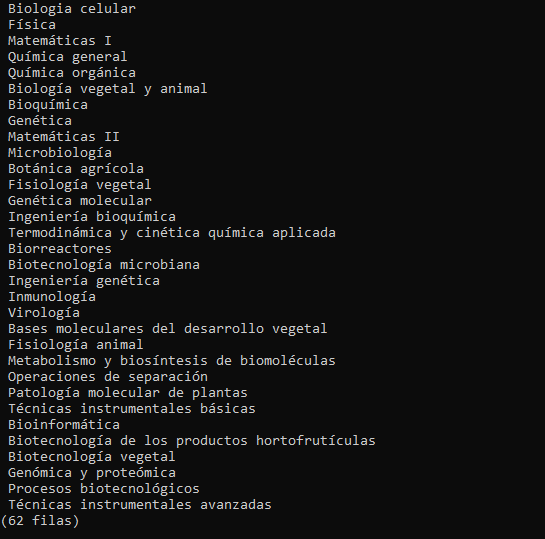 Biologia celular
Física
Matemáticas I
Química general
Química orgánica
Biología vegetal y animal
Bioquímica
Genética
Matemáticas II
Microbiología
Botánica agrícola
Fisiología vegetal
Genética molecular
Ingeniería bioquímica
Termodinámica y cinética química aplicada
Biorreactores
Biotecnología microbiana
Ingeniería genética
Inmunología
Virología
Bases moleculares del desarrollo vegetal
Fisiología animal
Metabolismo y biosíntesis de biomoléculas
Operaciones de separación
Patología molecular de plantas
Técnicas instrumentales básicas
Bioinformática
Biotecnología de los productos hortofrutículas
Biotecnología vegetal
Genómica y proteómica
Procesos biotecnológicos
Técnicas instrumentales avanzadas
(62 filas)